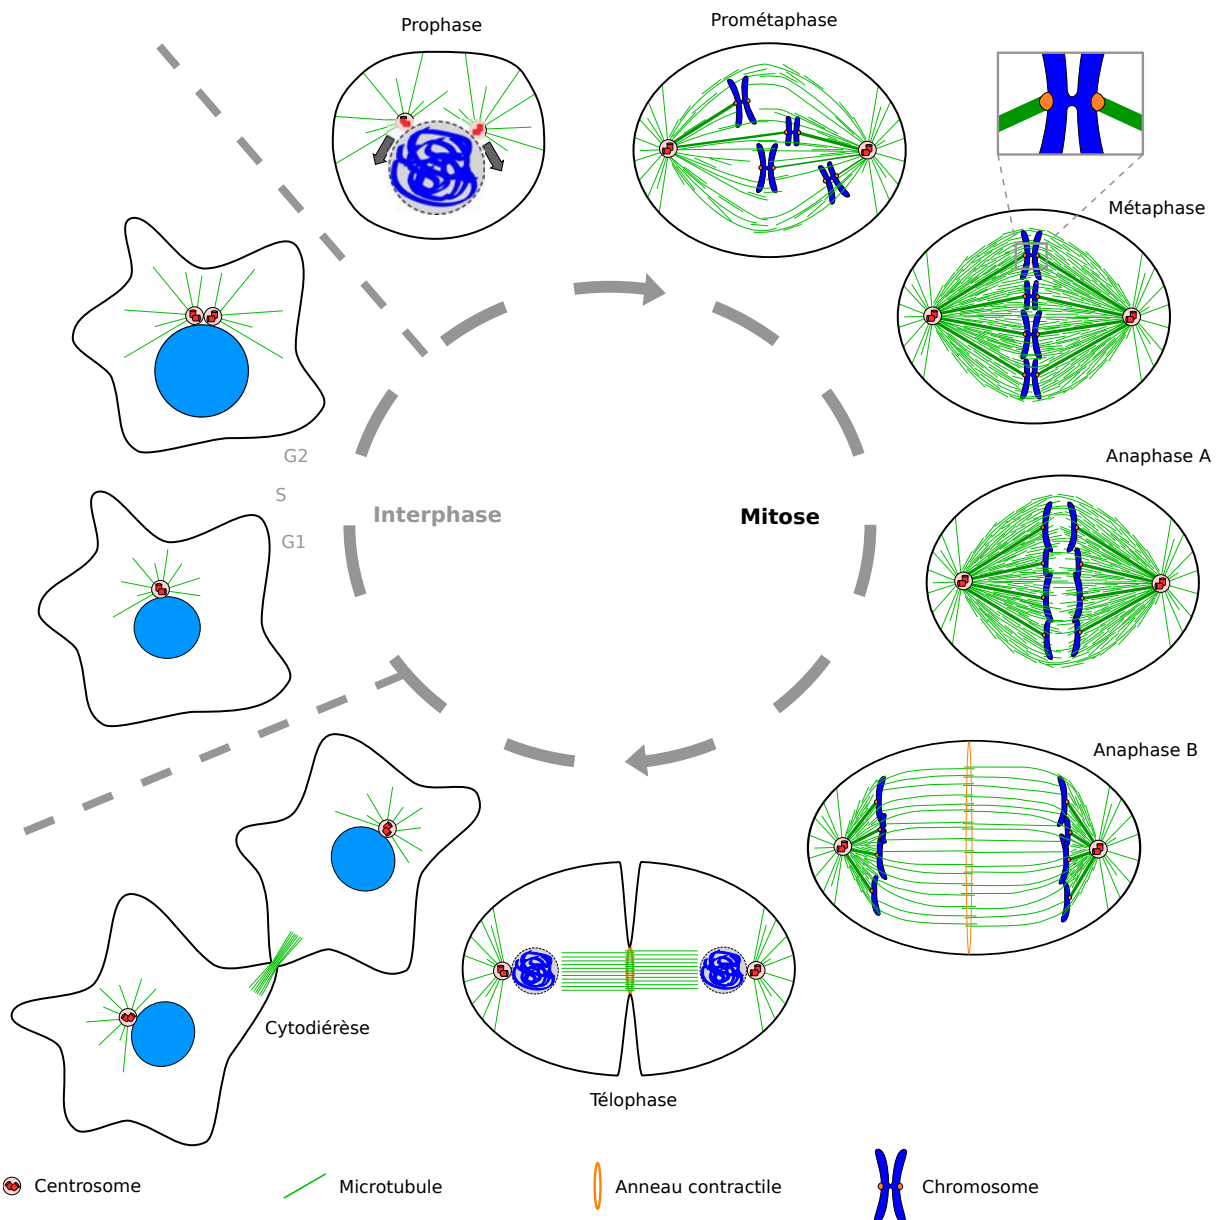 Prophase
Prométaphase
Métaphase
Anaphase A
G2
S
G1
Interphase
Mitose
Anaphase B
Cytodiérèse
Télophase
Centrosome
Microtubule
Anneau contractile
Chromosome